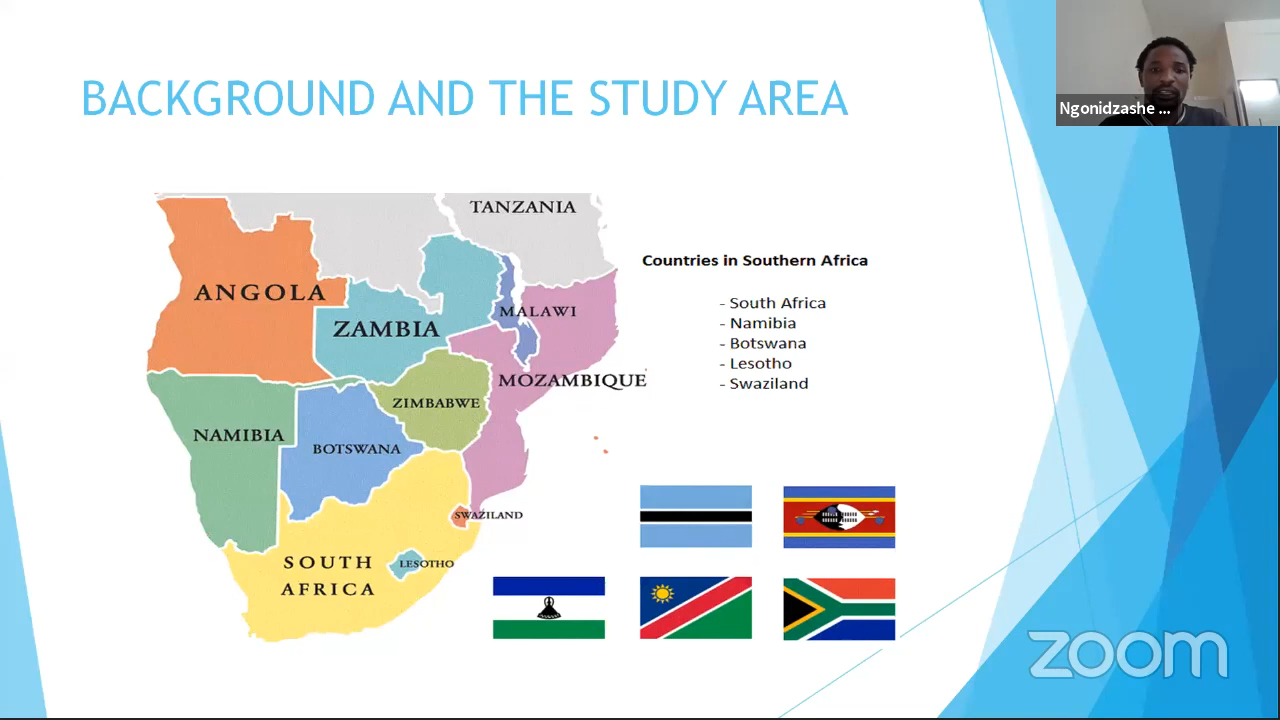 BACKGROUND AND THE STUDY AREA
Ngonidzashe ...
TANZANIA
ANGOLA
ZAMBIA
MALAWI
MOZAMBIQUE
ZIMBABWE
NAMIBIA
BOTSWANA
SWAZILAND
SOUTH
AFRICA
LESOTHO
Countries in Southern Africa
- South Africa
- Namibia
- Botswana
- Lesotho
- Swaziland
zoom